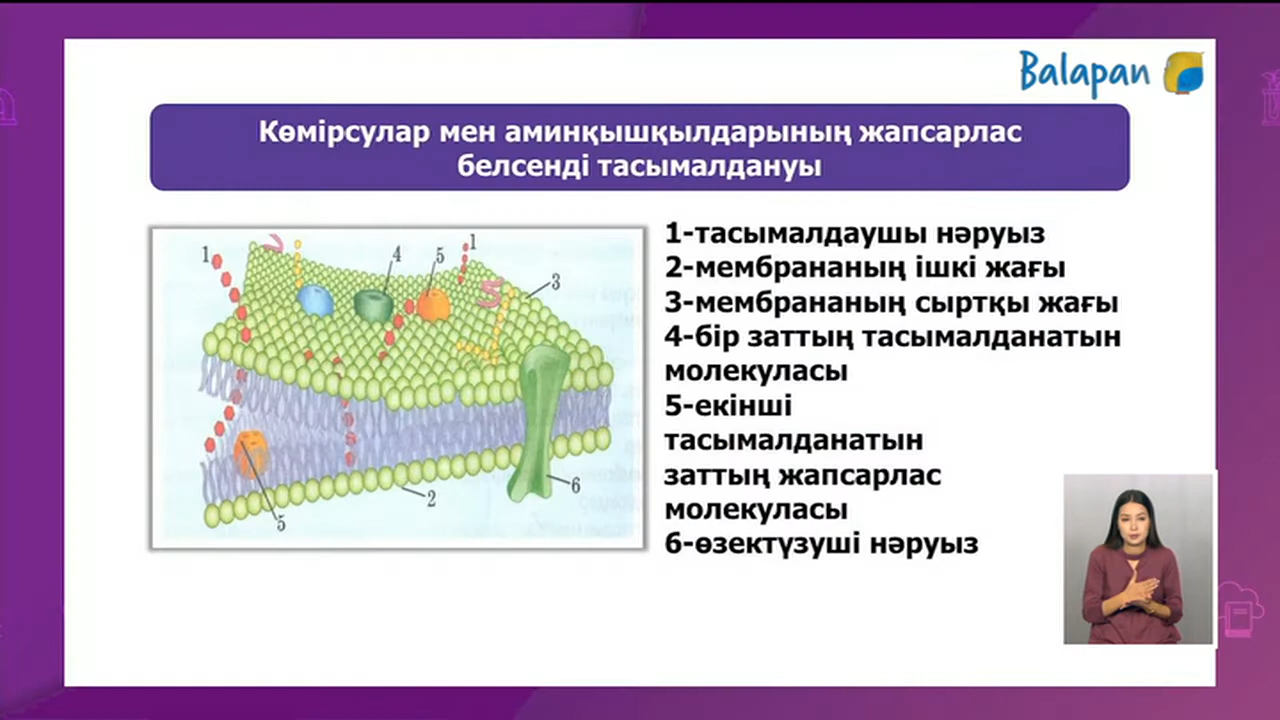 Balapan
Көмірсулар мен аминқышқылдарының жапсарлас
белсенді тасымалдануы
1
4
5
1
3
2
5
6
1-тасымалдаушы нәруыз
2-мембрананың ішкі жағы
3-мембрананың сыртқы жағы
4-бір заттың тасымалданатын
молекуласы
5-екінші
тасымалданатын
заттың жапсарлас
молекуласы
6-өзектүзуші нәруыз